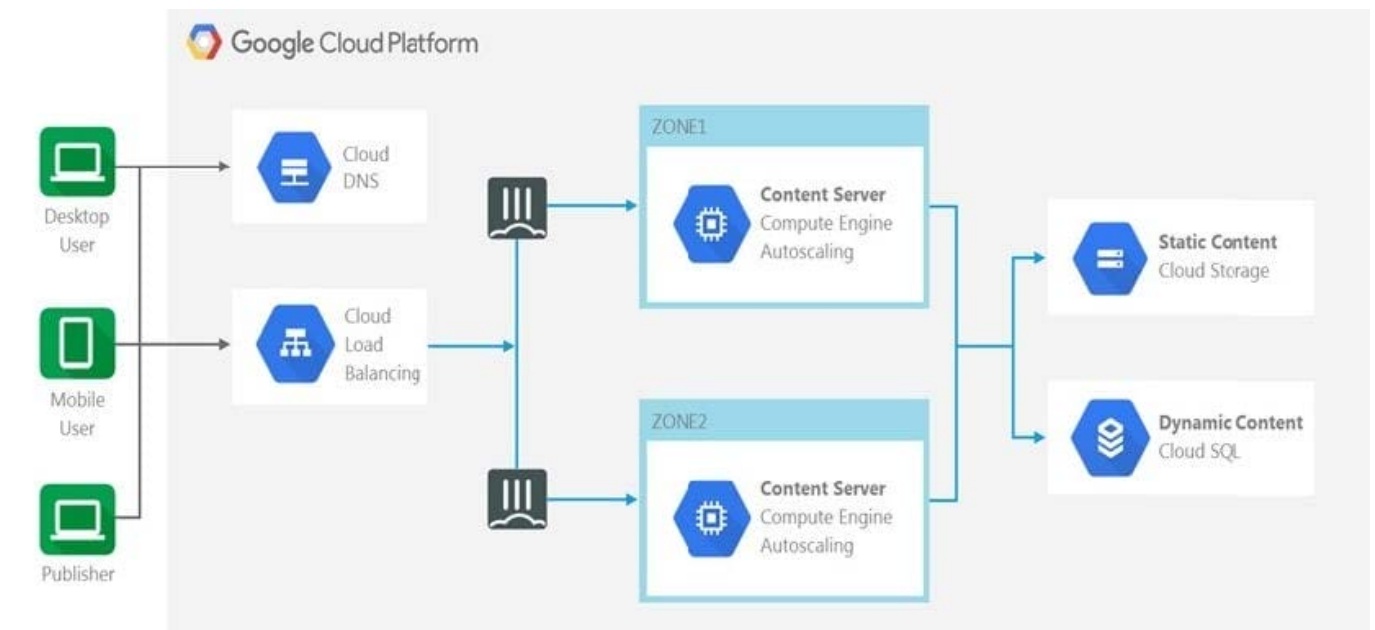 Google Cloud Platform
Desktop
User
Mobile
User
Publisher
Cloud
DNS
Cloud
Load
Balancing
ZONE1
Content Server
Compute Engine
Autoscaling
ZONE2
Content Server
Compute Engine
Autoscaling
Static Content
Cloud Storage
Dynamic Content
Cloud SQL